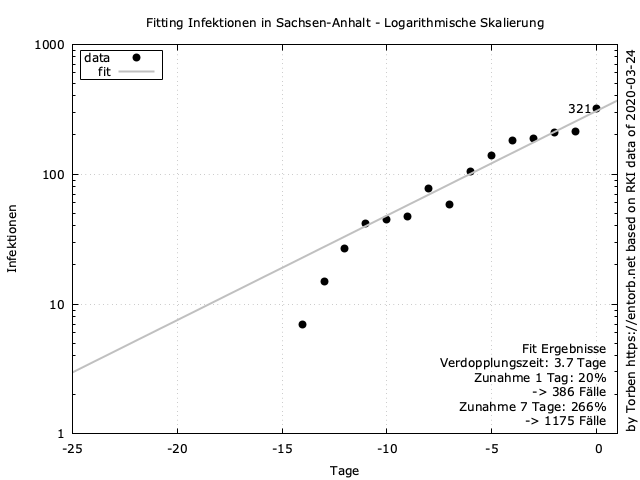 Fitting Infektionen in Sachsen-Anhalt - Logarithmische Skalierung
1000
100
10
1
data
fit
321
Infektionen
Fit Ergebnisse
Verdopplungszeit: 3.7 Tage
Zunahme 1 Tag: 20%
-> 386 Fälle
Zunahme 7 Tage: 266%
-> 1175 Fälle
-25 -20 -15 -10 -5 0
Tage
by Torben https://entorb.net based on RKI data of 2020-03-24